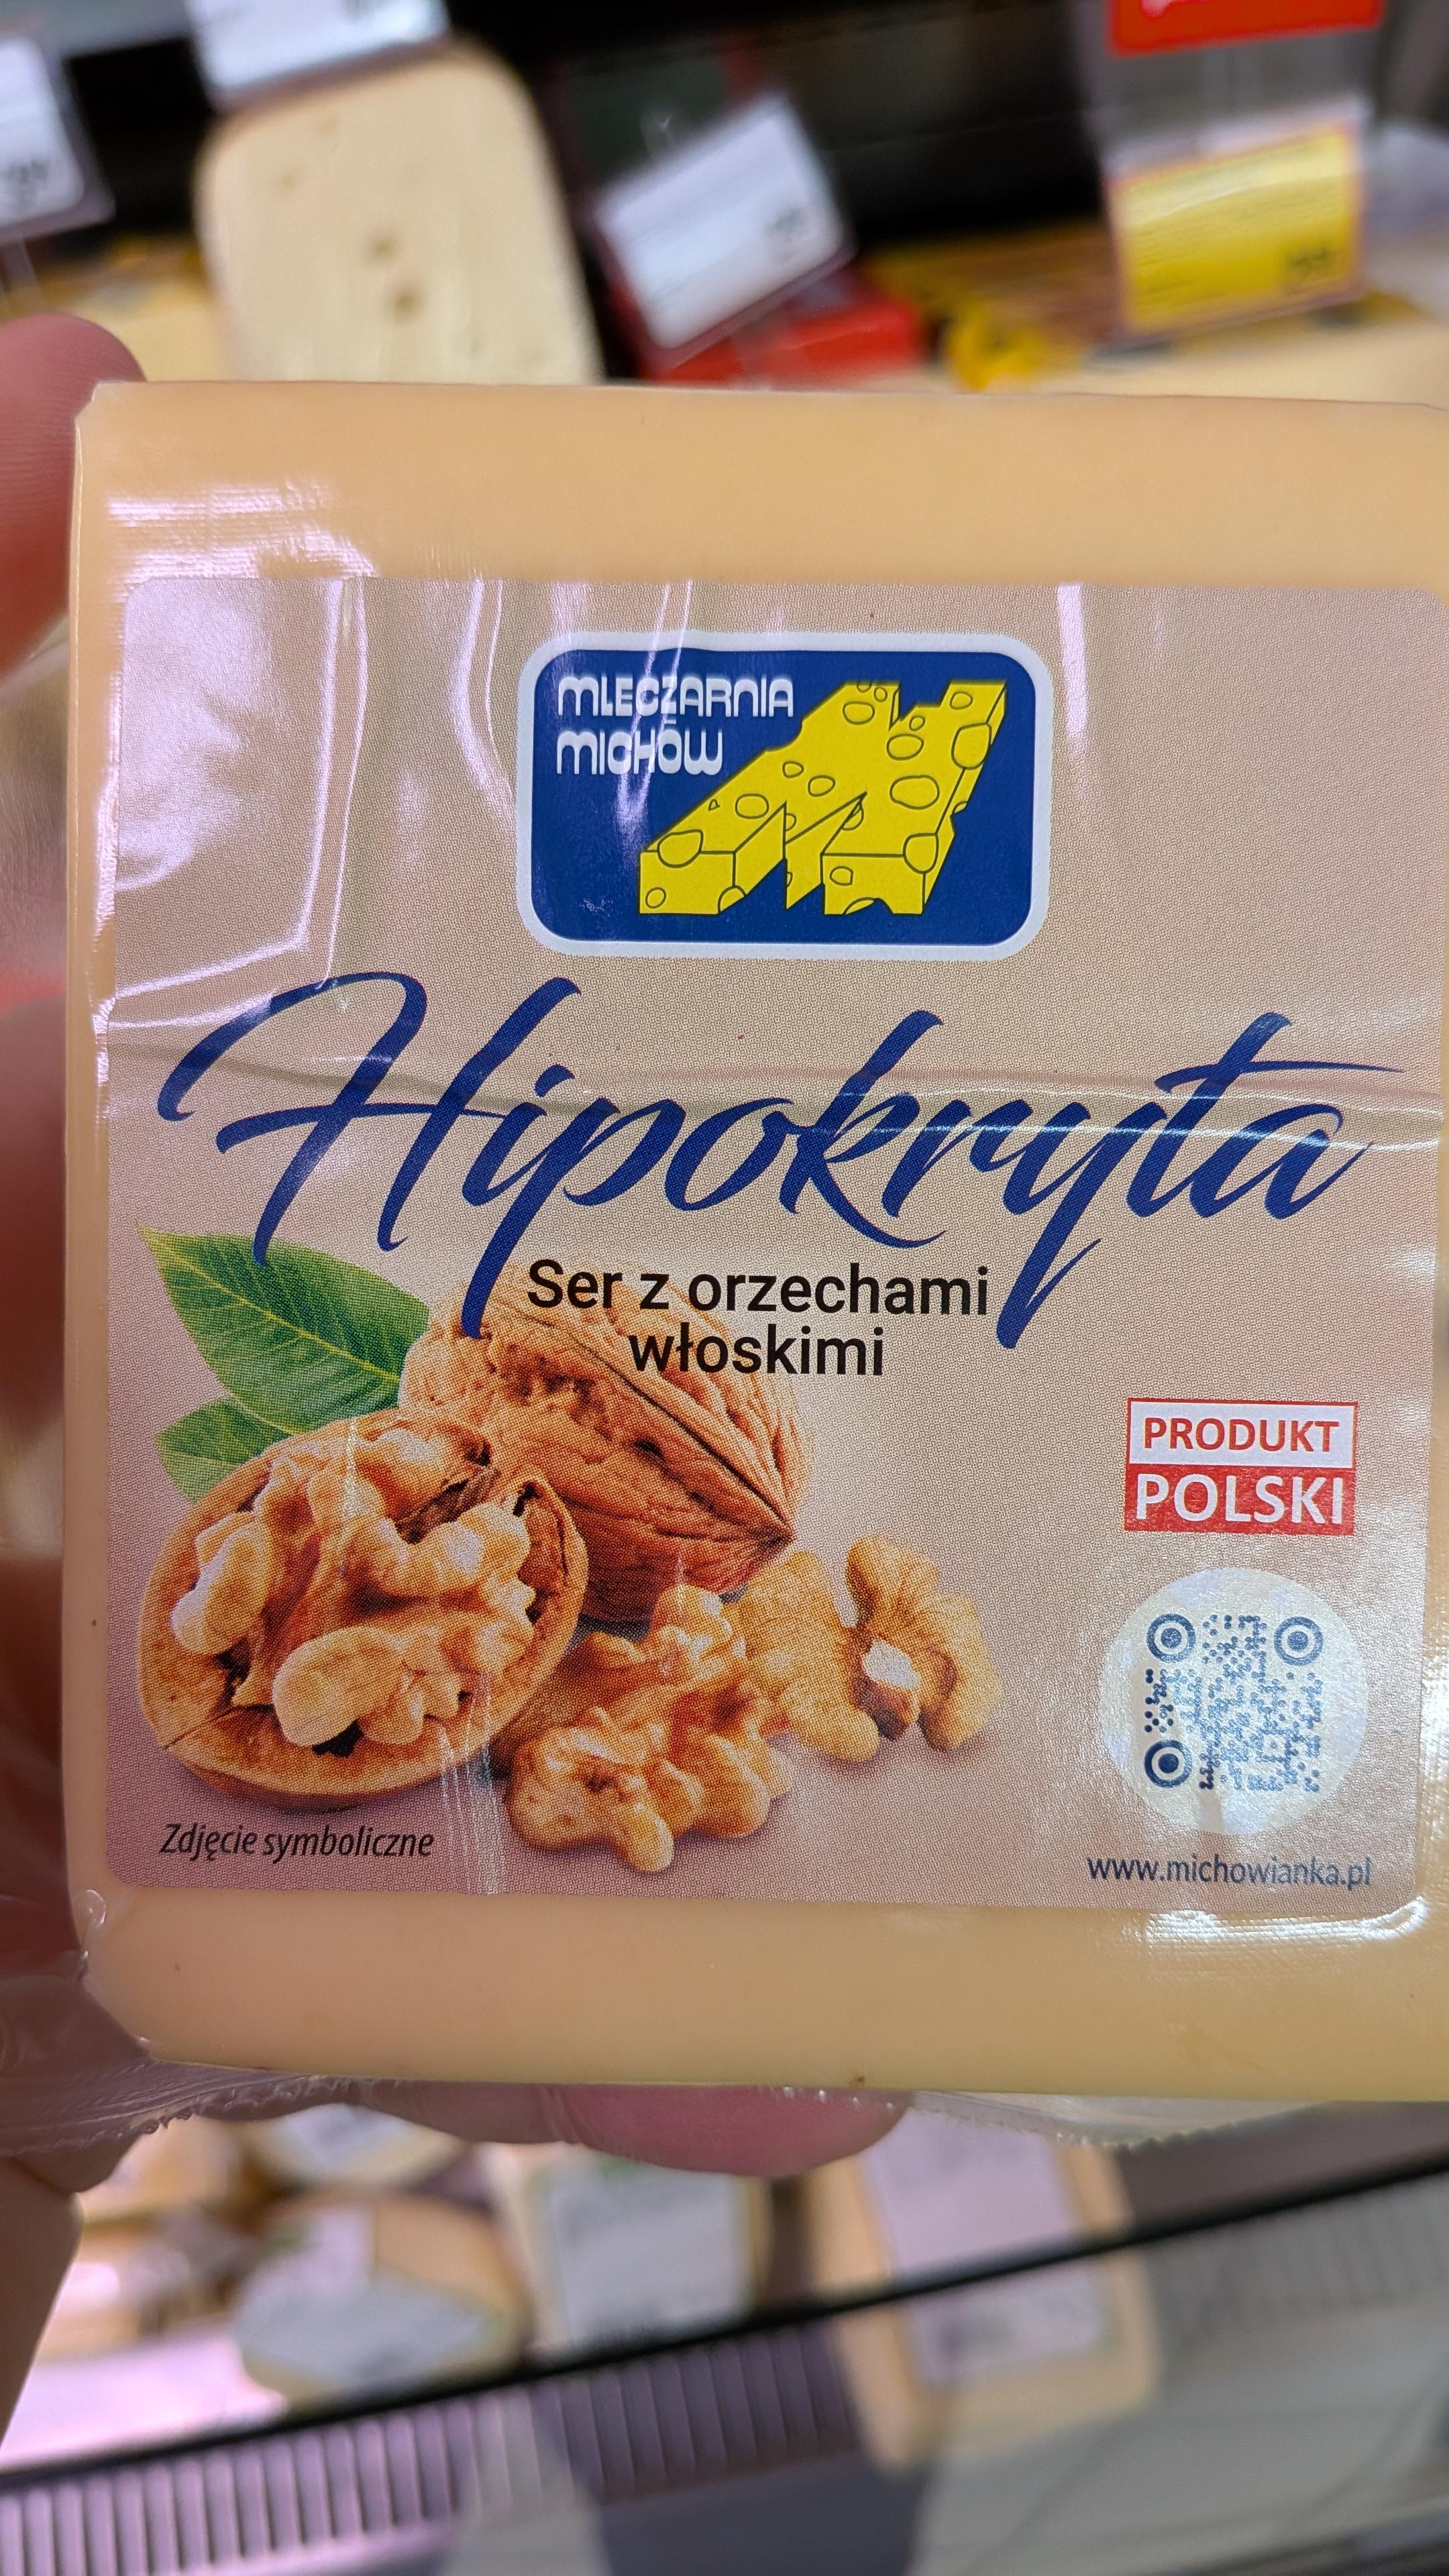 MLECZARNIA
MICHÓW
Hipokryta
Ser z orzechami
włoskimi
PRODUKT
POLSKI
Zdjęcie symboliczne
www.michowianka.pl